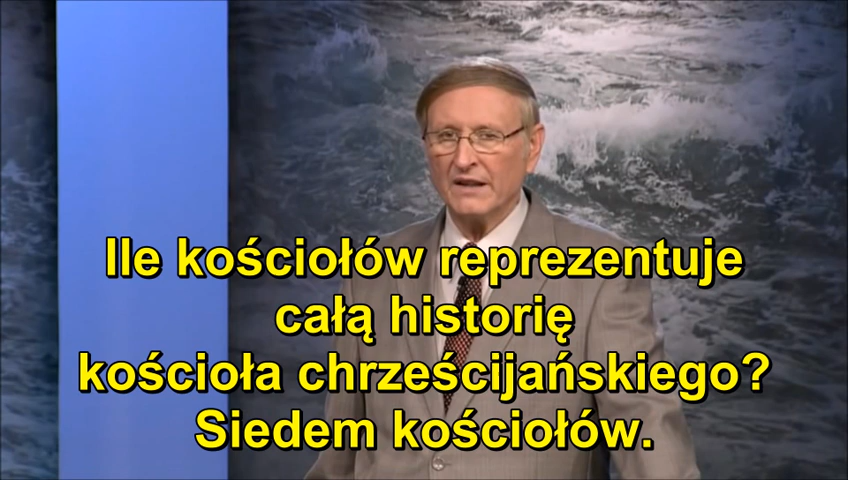 Ile kościołów reprezentuje
całą historię
kościoła chrześcijańskiego?
Siedem kościołów.